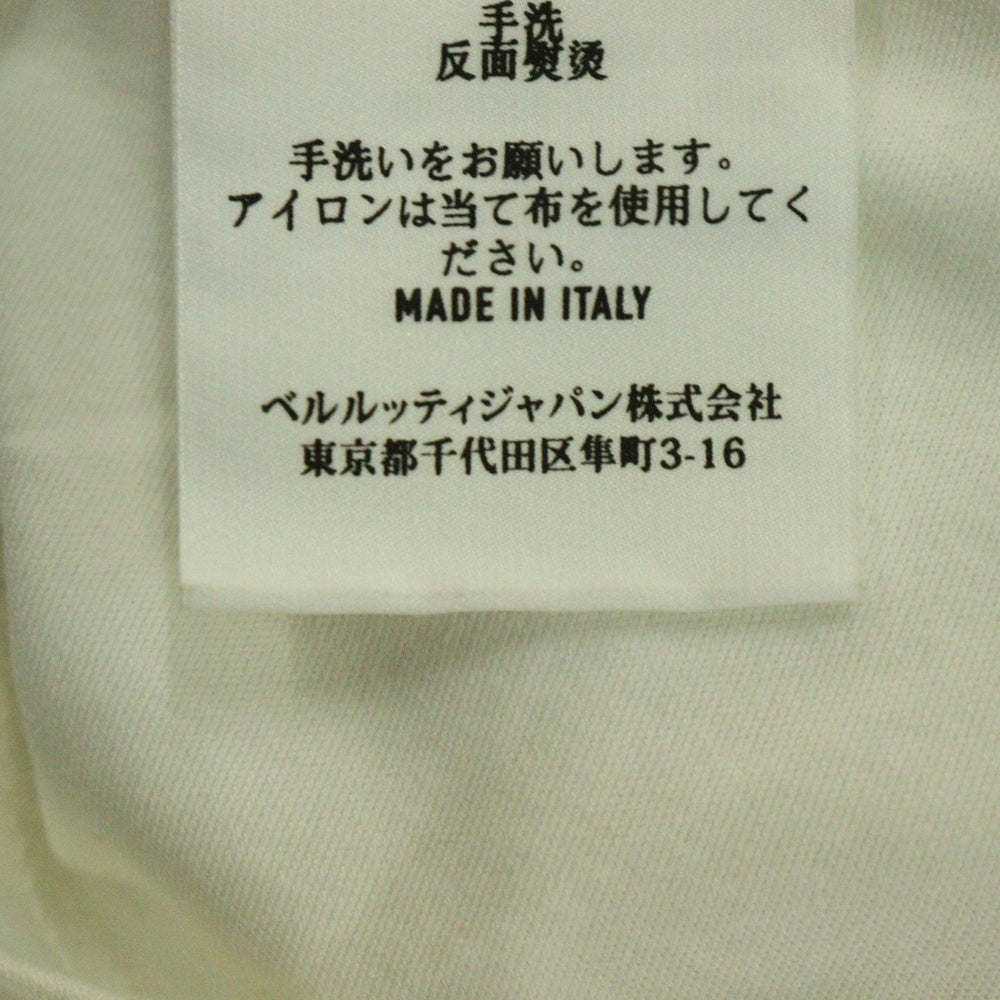 手洗
反面熨烫
手洗いをお願いします。
アイロンは当て布を使用してく
ださい。
MADE IN ITALY
ベルルッティジャパン株式会社
東京都千代田区隼町3-16